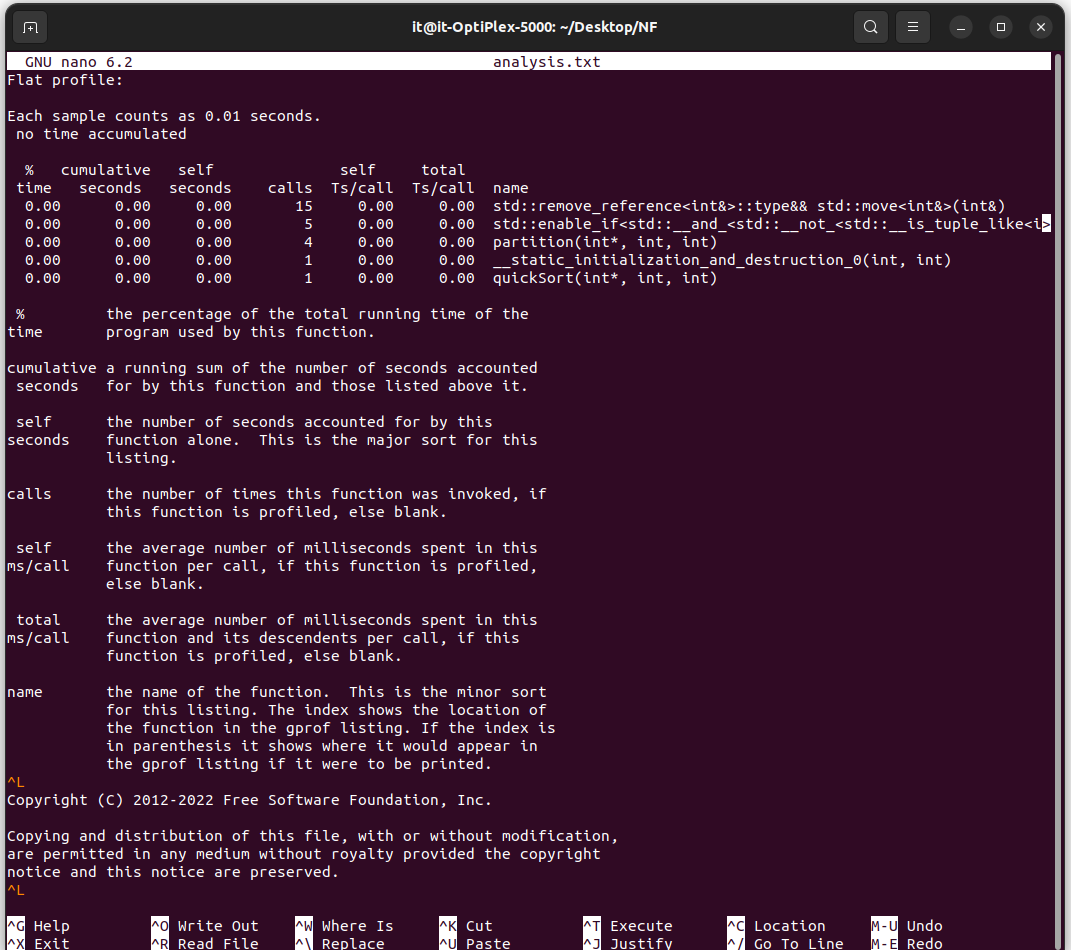 it@it-OptiPlex-5000: ~/Desktop/NF
GNU nano 6.2 analysis.txt
Flat profile:

Each sample counts as 0.01 seconds.
 no time accumulated

  %   cumulative   self              self     total
 time   seconds   seconds    calls  Ts/call  Ts/call  name
  0.00      0.00     0.00       15     0.00     0.00  std::remove_reference<int&>::type&& std::move<int&>(int&)
  0.00      0.00     0.00        5     0.00     0.00  std::enable_if<std::__and_<std::__not_<std::__is_tuple_like<i>
  0.00      0.00     0.00        4     0.00     0.00  partition(int*, int, int)
  0.00      0.00     0.00        1     0.00     0.00  __static_initialization_and_destruction_0(int, int)
  0.00      0.00     0.00        1     0.00     0.00  quickSort(int*, int, int)

 %         the percentage of the total running time of the
time       program used by this function.

cumulative a running sum of the number of seconds accounted
 seconds   for by this function and those listed above it.

 self      the number of seconds accounted for by this
seconds    function alone.  This is the major sort for this
           listing.

calls      the number of times this function was invoked, if
           this function is profiled, else blank.

 self      the average number of milliseconds spent in this
ms/call    function per call, if this function is profiled,
           else blank.

 total     the average number of milliseconds spent in this
ms/call    function and its descendents per call, if this
           function is profiled, else blank.

name       the name of the function.  This is the minor sort
           for this listing. The index shows the location of
           the function in the gprof listing. If the index is
           in parenthesis it shows where it would appear in
           the gprof listing if it were to be printed.
^L
Copyright (C) 2012-2022 Free Software Foundation, Inc.

Copying and distribution of this file, with or without modification,
are permitted in any medium without royalty provided the copyright
notice and this notice are preserved.
^L
^G Help ^O Write Out ^W Where Is ^K Cut ^T Execute ^C Location M-U Undo
^X Exit ^R Read File ^\ Replace ^U Paste ^J Justify ^/ Go To Line M-E Redo